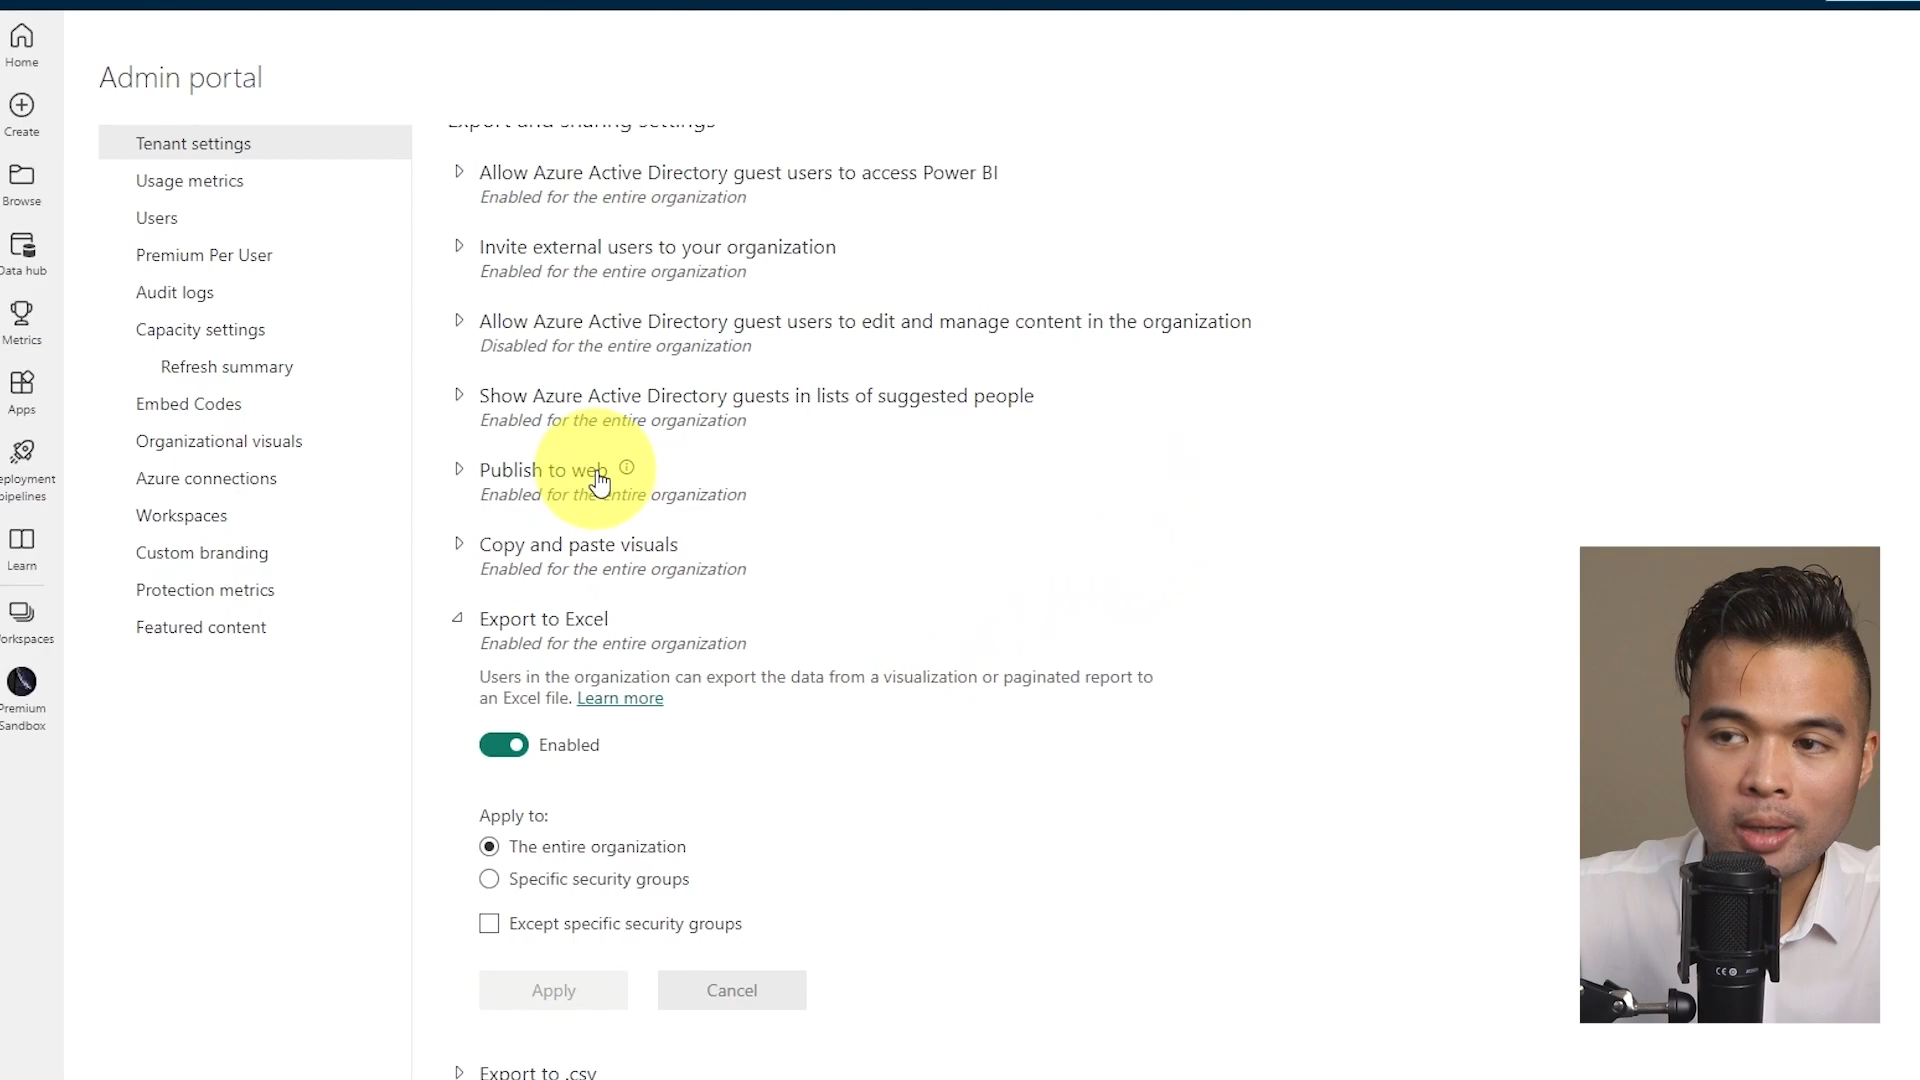 Home
Create
Browse
Data hub
Metrics
Apps
eployment
pipelines
Learn
orkspaces
Premium
Sandbox
Admin portal
Tenant settings
Usage metrics
Users
Premium Per User
Audit logs
Capacity settings
Refresh summary
Embed Codes
Organizational visuals
Azure connections
Workspaces
Custom branding
Protection metrics
Featured content
Export and sharing settings
Allow Azure Active Directory guest users to access Power BI
Enabled for the entire organization
Invite external users to your organization
Enabled for the entire organization
Allow Azure Active Directory guest users to edit and manage content in the organization
Disabled for the entire organization
Show Azure Active Directory guests in lists of suggested people
Enabled for the entire organization
Publish to web
Enabled for the entire organization
Copy and paste visuals
Enabled for the entire organization
Export to Excel
Enabled for the entire organization
Users in the organization can export the data from a visualization or paginated report to
an Excel file. Learn more
Enabled
Apply to:
The entire organization
Specific security groups
Except specific security groups
Apply
Cancel
Export to .csv